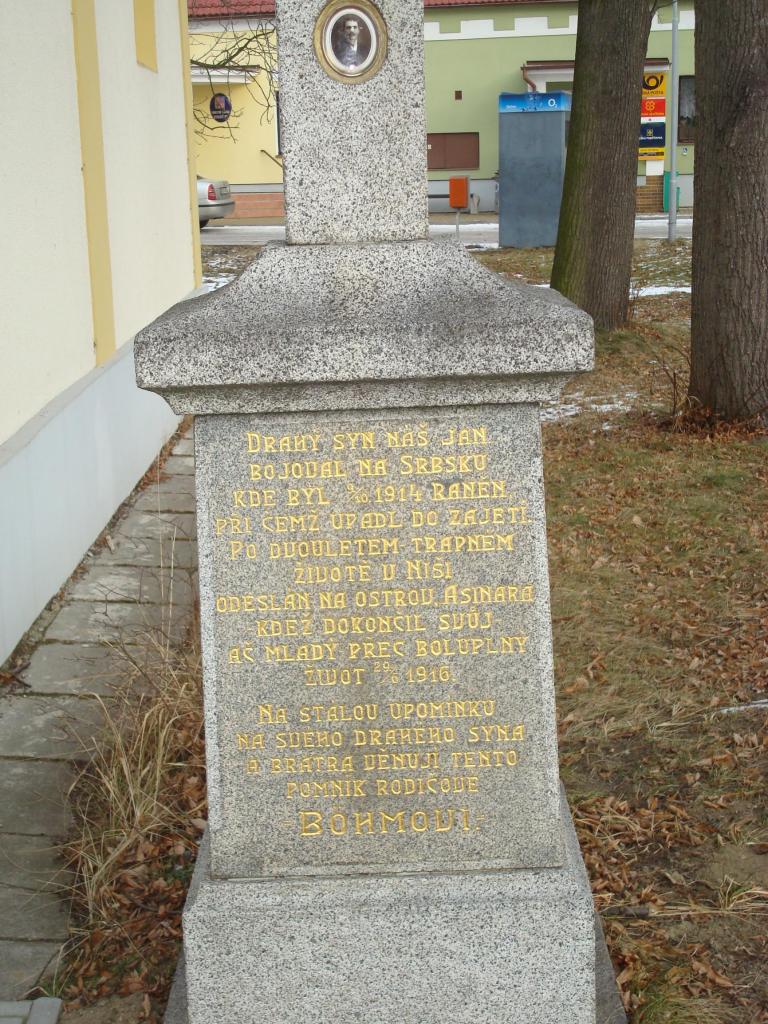 DRAHÝ SYN NÁŠ JAN
BOJOVAL NA SRBSKU
KDE BYL 9/10 1914 RANĚN,
PŘI ČEMŽ UPADL DO ZAJETÍ.
PO DVOULETÉM TRAPNÉM
ŽIVOTĚ V NIŠI
ODESLÁN NA OSTROV ASINARA
KDEŽ DOKONČIL SVŮJ
AČ MLADÝ PŘEC BOLUPLNÝ
ŽIVOT 29/6 1916.
NA STÁLOU UPOMÍNKU
NA SVÉHO DRAHÉHO SYNA
A BRATRA VĚNUJÍ TENTO
POMNÍK RODIČOVÉ
-BÖHMOVI.-
O2